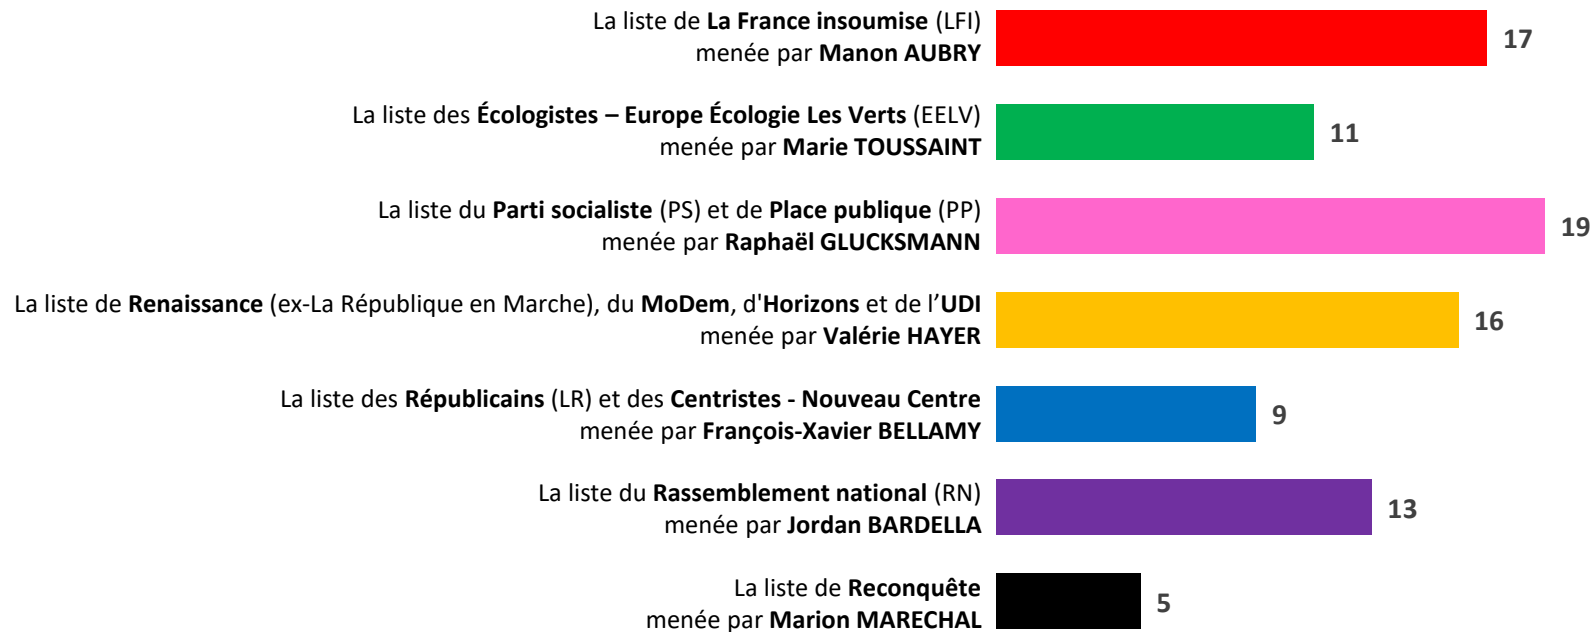 La liste de La France insoumise (LFI)
menée par Manon AUBRY
17
La liste des Écologistes – Europe Écologie Les Verts (EELV)
menée par Marie TOUSSAINT
11
La liste du Parti socialiste (PS) et de Place publique (PP)
menée par Raphaël GLUCKSMANN
19
La liste de Renaissance (ex-La République en Marche), du MoDem, d'Horizons et de l’UDI
menée par Valérie HAYER
16
La liste des Républicains (LR) et des Centristes - Nouveau Centre
menée par François-Xavier BELLAMY
9
La liste du Rassemblement national (RN)
menée par Jordan BARDELLA
13
La liste de Reconquête
menée par Marion MARECHAL
5